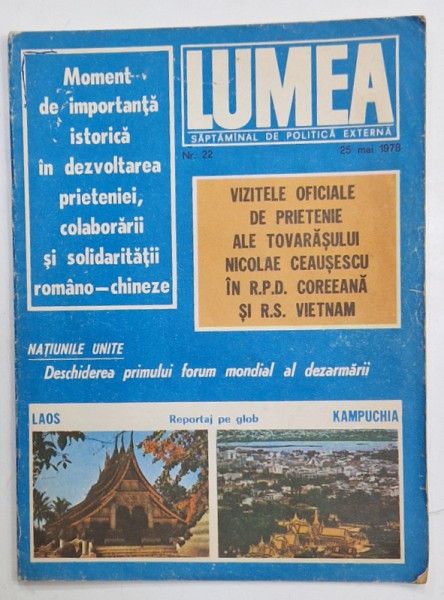 Moment
de importanță
istorică
în dezvoltarea
prieteniei,
colaborării
și solidarității
româno—chineze
LUMEA
SĂPTĂMÎNAL DE POLITICĂ EXTERNĂ
Nr. 22
25 mai 1978
VIZITELE OFICIALE
DE PRIETENIE
ALE TOVARĂȘULUI
NICOLAE CEAUȘESCU
ÎN R.P.D. COREEANĂ
ȘI R.S. VIETNAM
NAȚIUNILE UNITE
Deschiderea primului forum mondial al dezarmării
LAOS
Reportaj pe glob
KAMPUCHIA